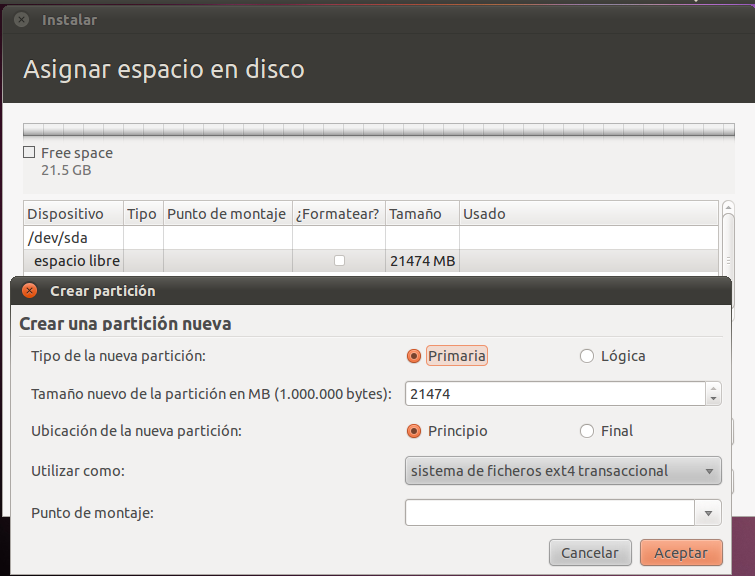 Instalar
Asignar espacio en disco
Free space
21.5 GB
Dispositivo Tipo Punto de montaje ¿Formatear? Tamaño Usado
/dev/sda
espacio libre 21474 MB
Crear partición
Crear una partición nueva
Tipo de la nueva partición: Primaria Lógica
Tamaño nuevo de la partición en MB (1.000.000 bytes): 21474
Ubicación de la nueva partición: Principio Final
Utilizar como: sistema de ficheros ext4 transaccional
Punto de montaje:
Cancelar Aceptar